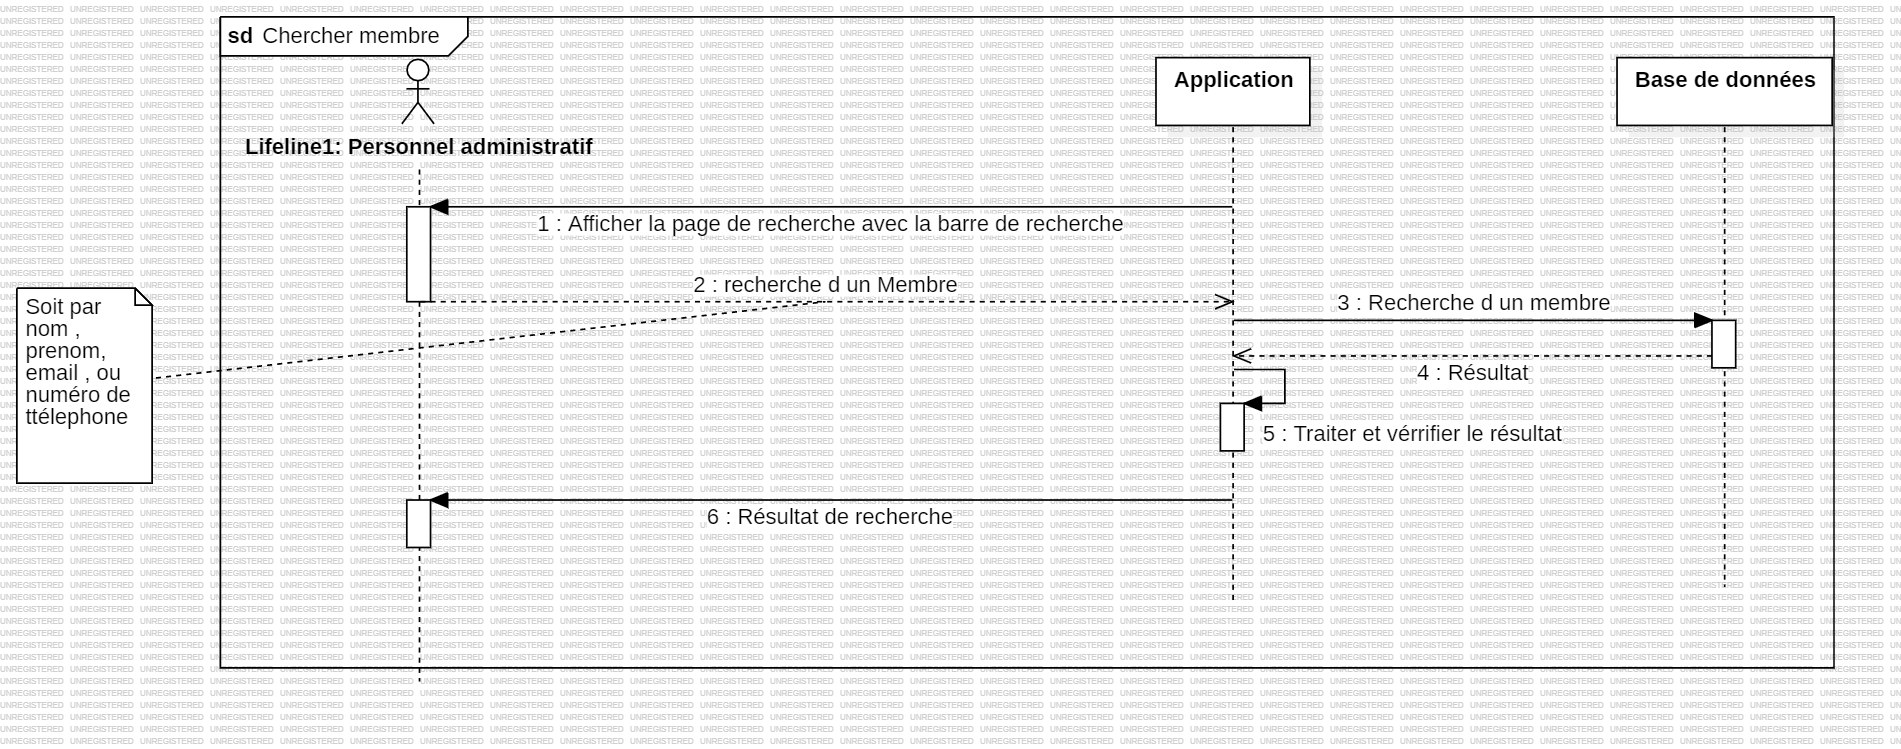 sd Chercher membre
Application
Base de données
Lifeline1: Personnel administratif
1 : Afficher la page de recherche avec la barre de recherche
2 : recherche d un Membre
3 : Recherche d un membre
Soit par
nom ,
prenom,
email , ou
numéro de
ttélephone
4 : Résultat
5 : Traiter et vérrifier le résultat
6 : Résultat de recherche
UNREGISTERED